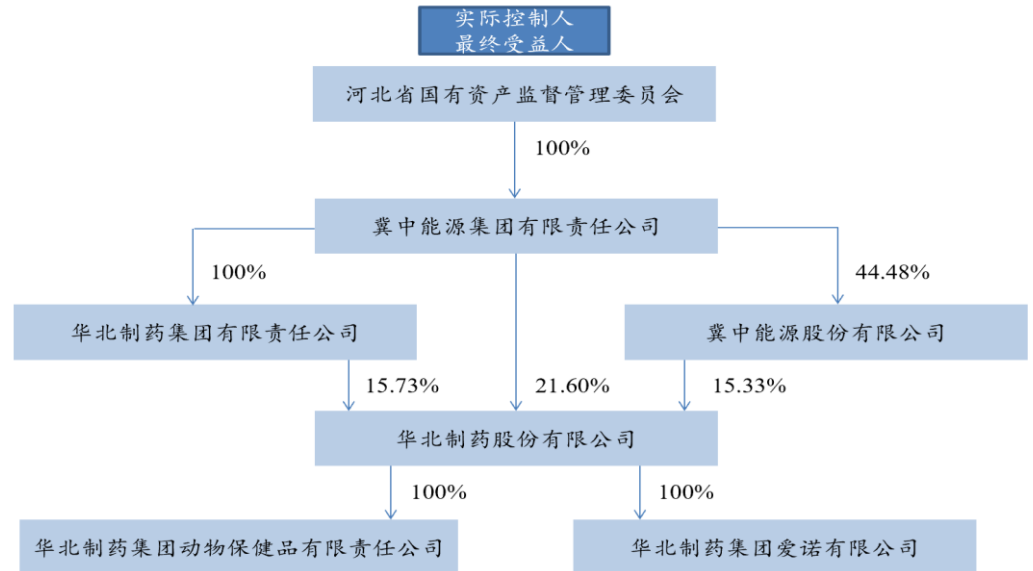 实际控制人
最终受益人
河北省国有资产监督管理委员会
100%
冀中能源集团有限责任公司
100%
44.48%
华北制药集团有限责任公司
冀中能源股份有限公司
15.73%
21.60%
15.33%
华北制药股份有限公司
100%
100%
华北制药集团动物保健品有限责任公司
华北制药集团爱诺有限公司